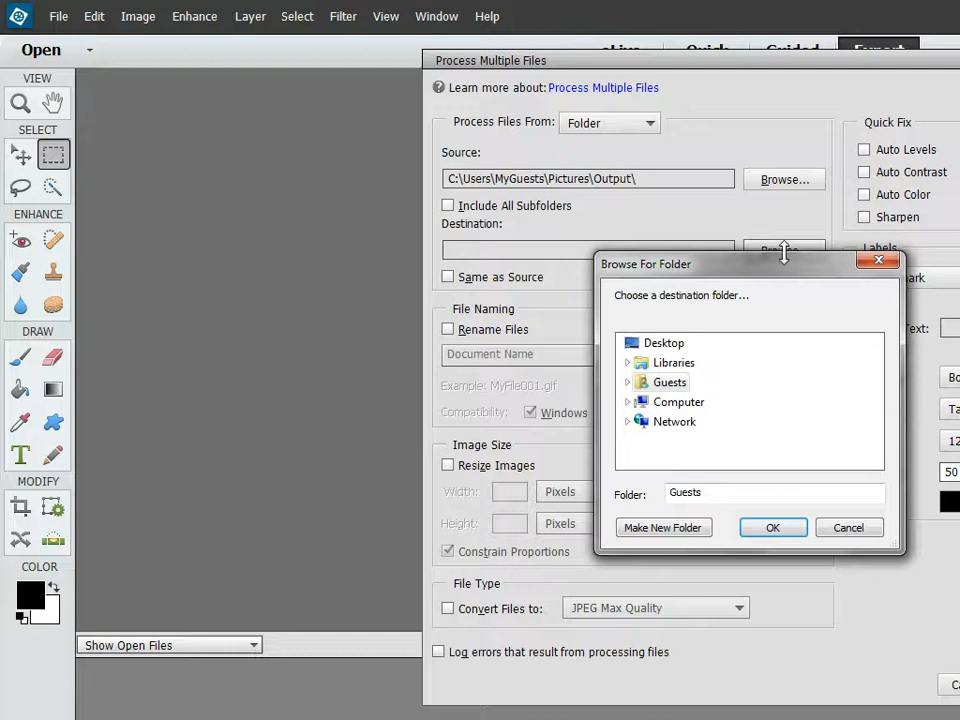 File Edit Image Enhance Layer Select Filter View Window Help
Open
VIEW
SELECT
ENHANCE
DRAW
MODIFY
COLOR
Show Open Files
Process Multiple Files
Learn more about: Process Multiple Files
Process Files From: Folder
Source:
C:\Users\MyGuests\Pictures\Output\ Browse...
Include All Subfolders
Destination:
Same as Source
File Naming
Rename Files
Document Name
Example: MyFile001.gif
Compatibility: Windows
Image Size
Resize Images
Width: Pixels
Height: Pixels
Constrain Proportions
File Type
Convert Files to: JPEG Max Quality
Log errors that result from processing files
Quick Fix
Auto Levels
Auto Contrast
Auto Color
Sharpen
Labels
Text:
12
50
Browse For Folder
Choose a destination folder...
Desktop
Libraries
Guests
Computer
Network
Folder: Guests
Make New Folder OK Cancel